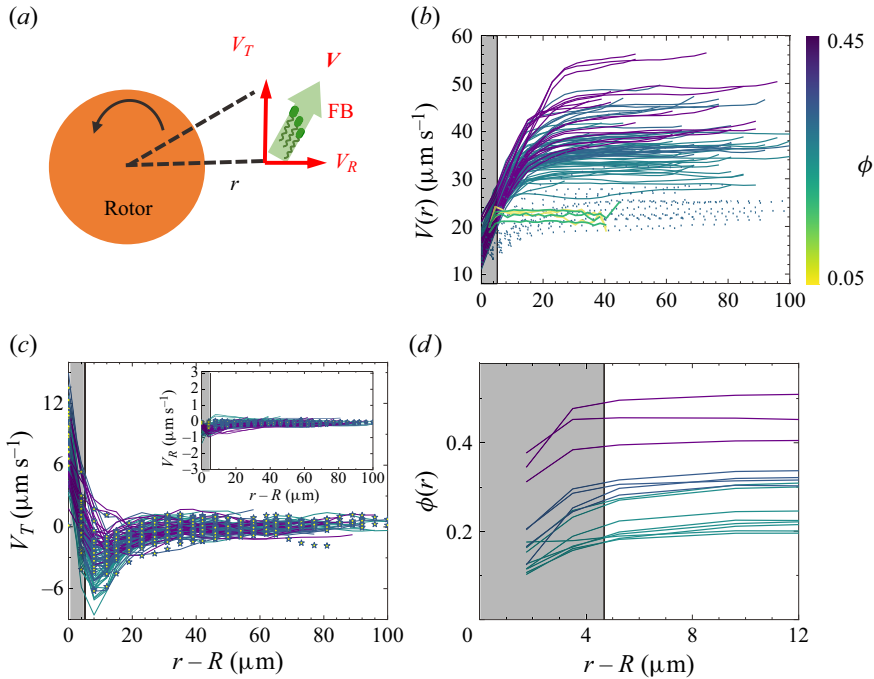 (a)
V_T
V
FB
V_R
r
Rotor
(b)
60
50
40
30
20
10
V(r) (μm s⁻¹)
0 20 40 60 80 100
0.45
ϕ
0.05
(c)
12
6
0
−6
V_T (μm s⁻¹)
3
2
1
0
−1
−2
−3
V_R (μm s⁻¹)
0 20 40 60 80 100
r – R (μm)
0 20 40 60 80 100
r – R (μm)
(d)
0.4
0.2
0
ϕ(r)
0 4 8 12
r – R (μm)